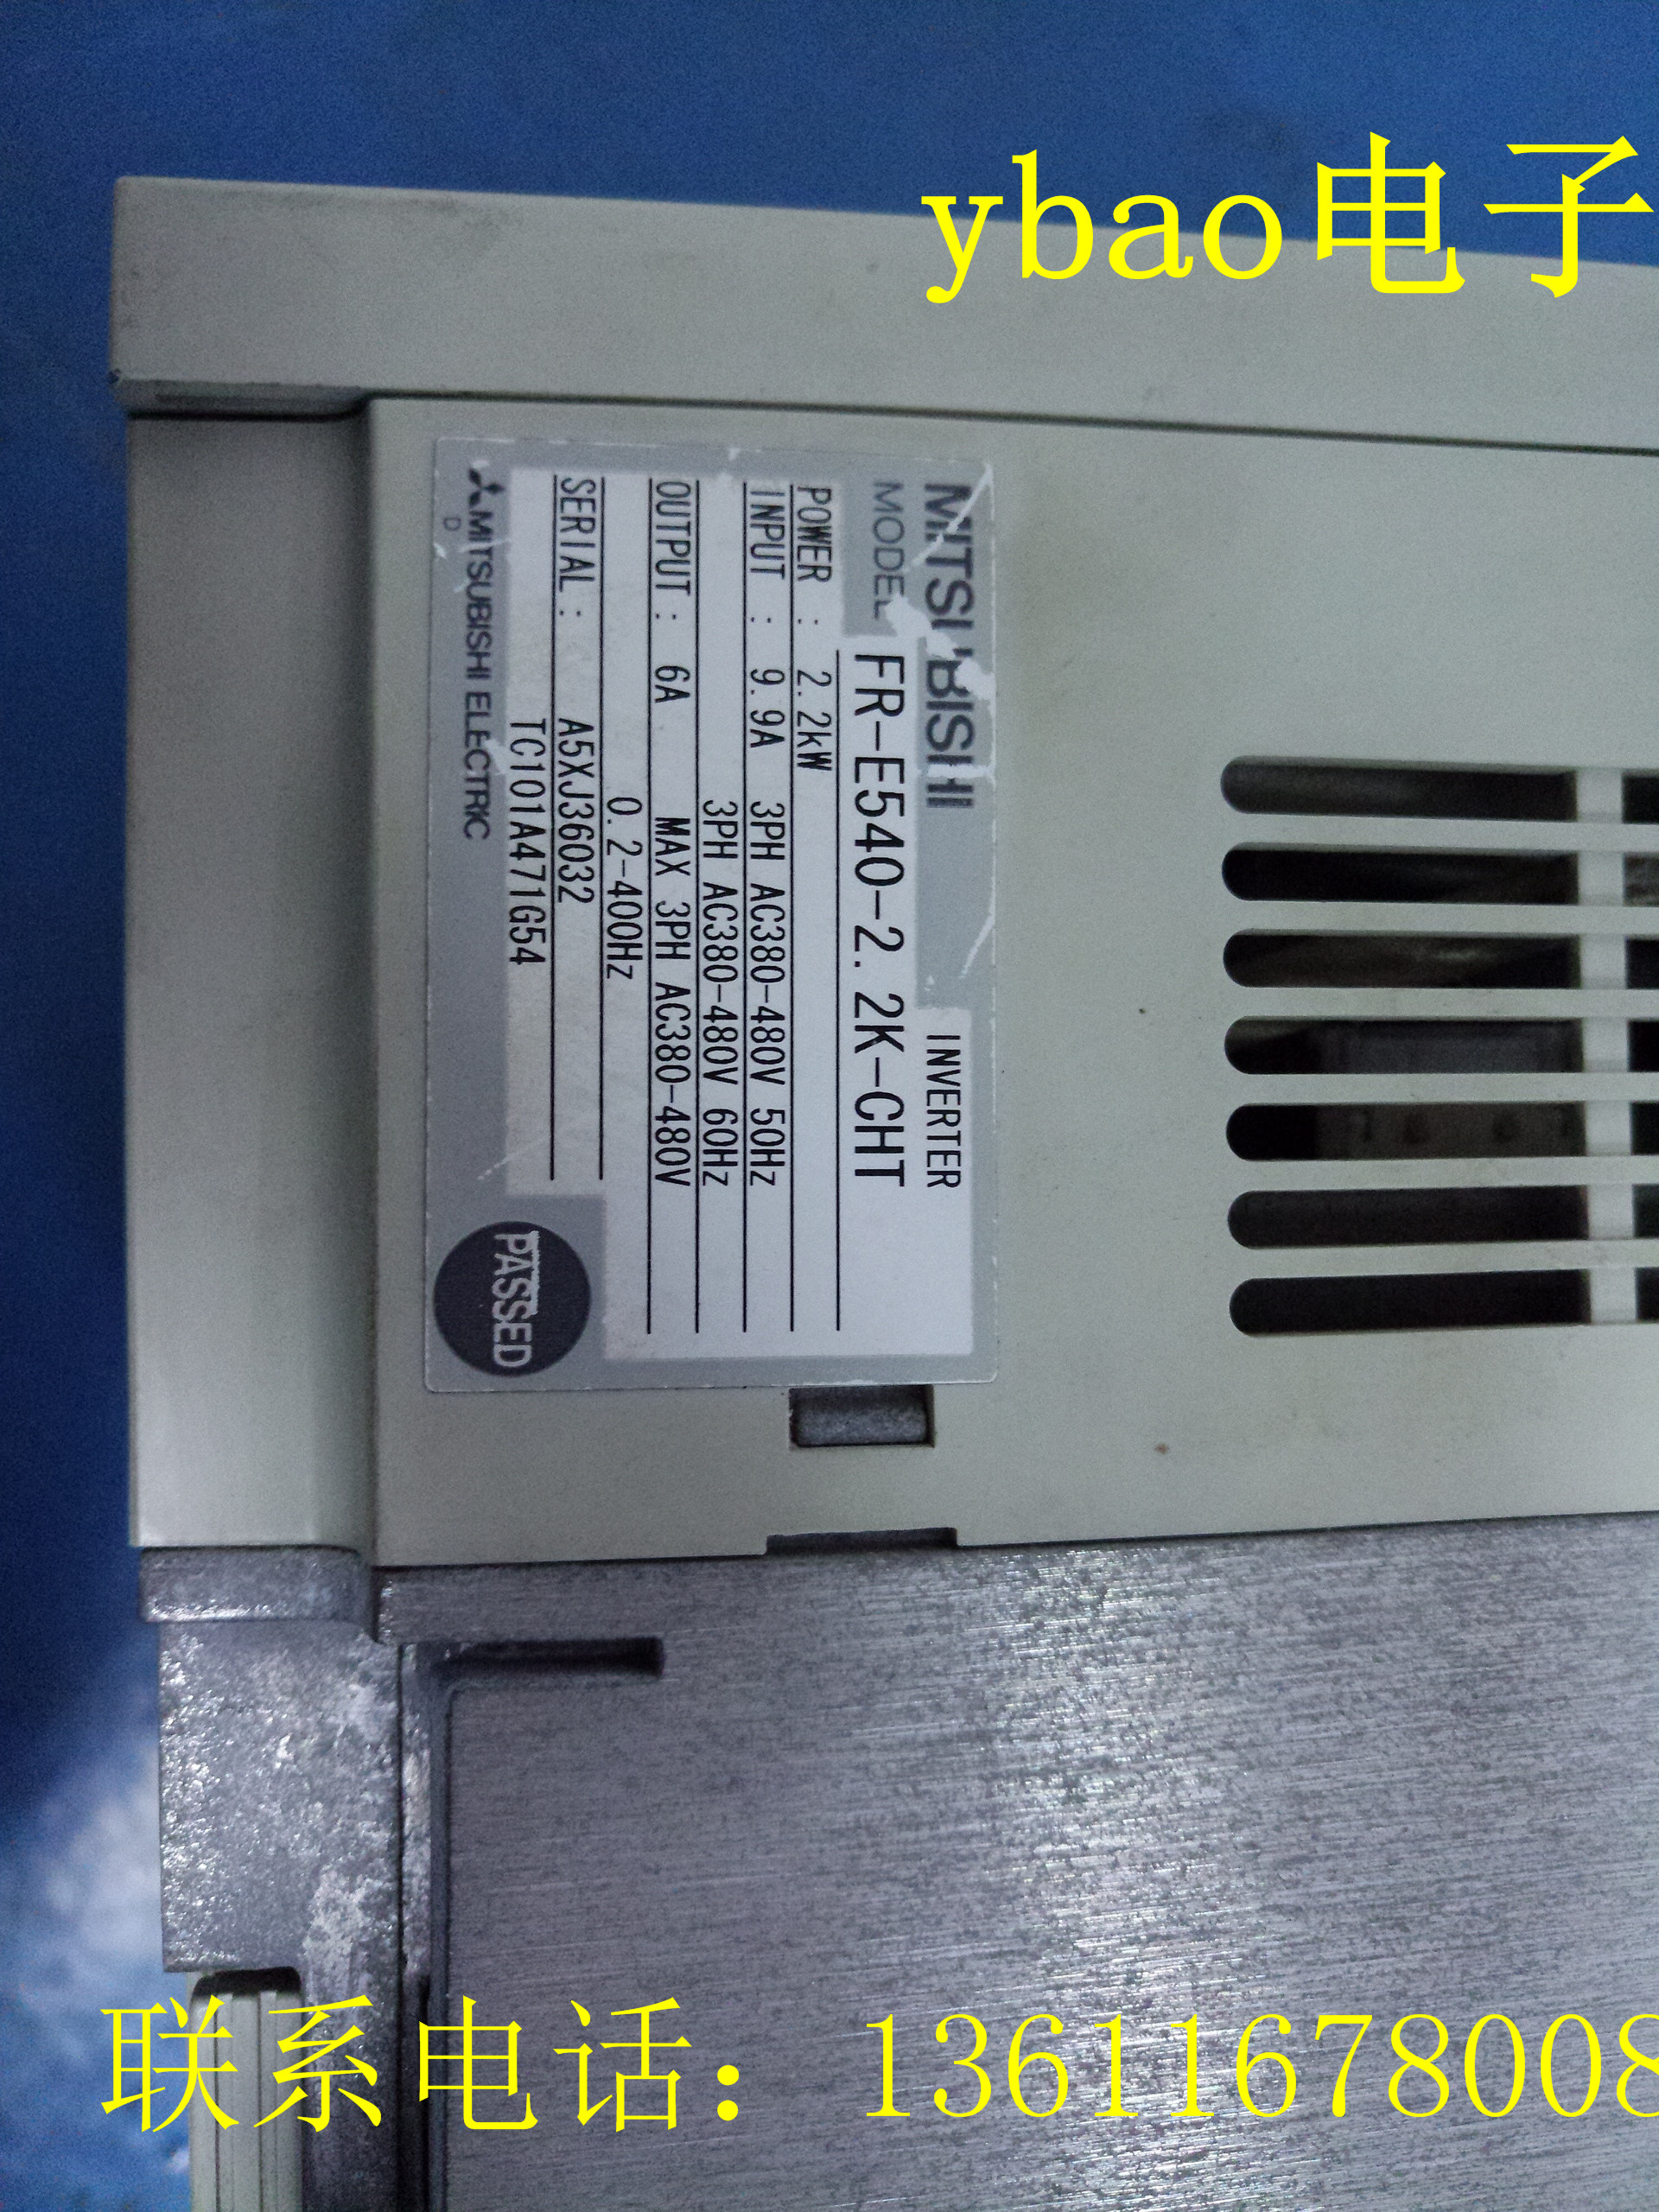 ybao电子
MITSUBISHI INVERTER
MODEL FR-E540-2.2K-CHT
POWER : 2.2kW
INPUT : 9.9A 3PH AC380-480V 50Hz
3PH AC380-480V 60Hz
OUTPUT : 6A MAX 3PH AC380-480V
0.2-400Hz
SERIAL : A5XJ36032
TC101A471G54
MITSUBISHI ELECTRIC
D
PASSED
联系电话：13611678008